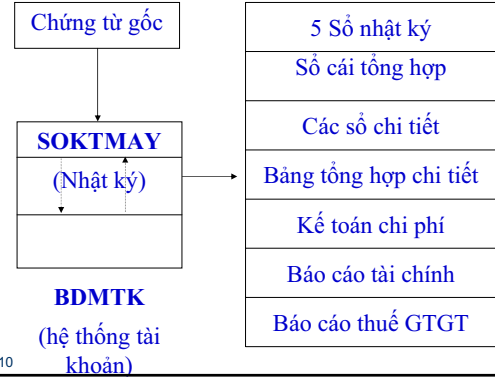 Chứng từ gốc
SOKTMAY
(Nhật ký)
BDMTK
(hệ thống tài
khoản)
5 Sổ nhật ký
Sổ cái tổng hợp
Các sổ chi tiết
Bảng tổng hợp chi tiết
Kế toán chi phí
Báo cáo tài chính
Báo cáo thuế GTGT
10